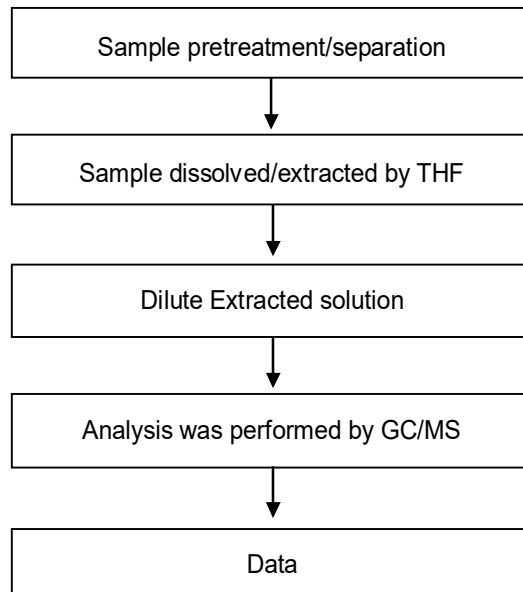 Sample pretreatment/separation
Sample dissolved/extracted by THF
Dilute Extracted solution
Analysis was performed by GC/MS
Data